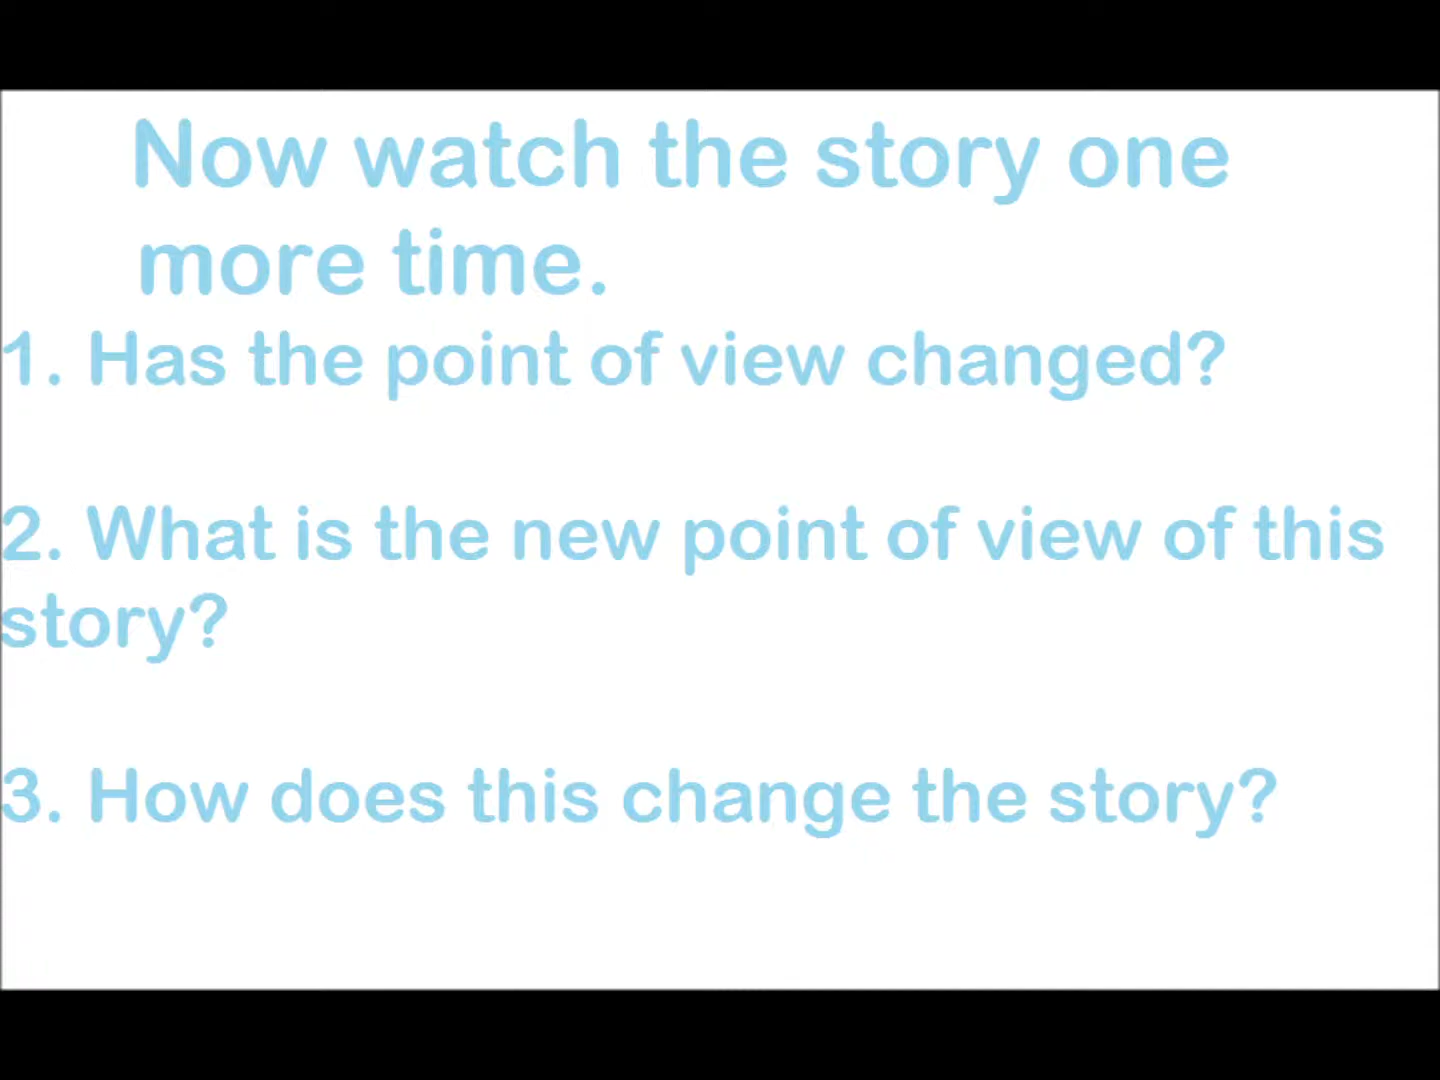 Now watch the story one
more time.
1. Has the point of view changed?
2. What is the new point of view of this
story?
3. How does this change the story?